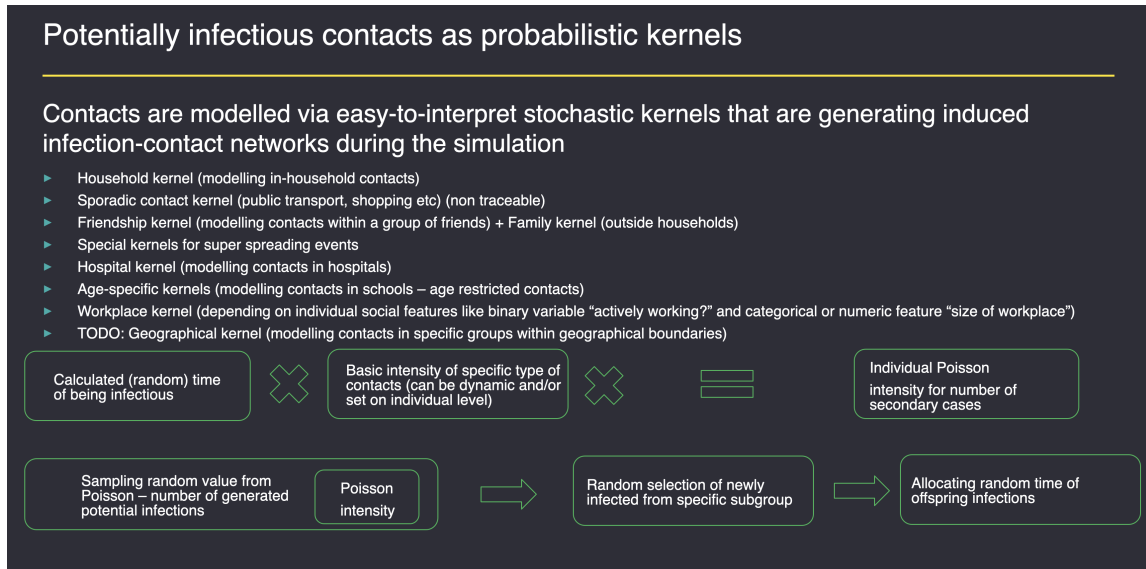 Potentially infectious contacts as probabilistic kernels
Contacts are modelled via easy-to-interpret stochastic kernels that are generating induced
infection-contact networks during the simulation
Household kernel (modelling in-household contacts)
Sporadic contact kernel (public transport, shopping etc) (non traceable)
Friendship kernel (modelling contacts within a group of friends) + Family kernel (outside households)
Special kernels for super spreading events
Hospital kernel (modelling contacts in hospitals)
Age-specific kernels (modelling contacts in schools – age restricted contacts)
Workplace kernel (depending on individual social features like binary variable “actively working?” and categorical or numeric feature “size of workplace”)
TODO: Geographical kernel (modelling contacts in specific groups within geographical boundaries)
Calculated (random) time
of being infectious
Basic intensity of specific type of
contacts (can be dynamic and/or
set on individual level)
Individual Poisson
intensity for number of
secondary cases
Sampling random value from
Poisson – number of generated
potential infections
Poisson
intensity
Random selection of newly
infected from specific subgroup
Allocating random time of
offspring infections